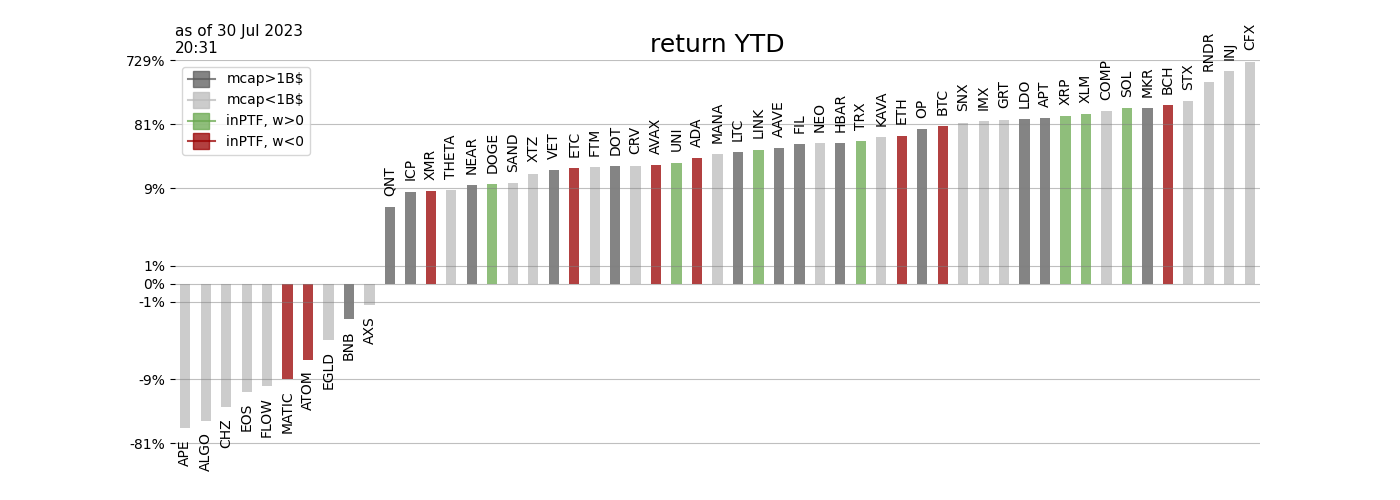 as of 30 Jul 2023
20:31
return YTD
729%
81%
9%
1%
0%
-1%
-9%
-81%
mcap>1B$
mcap<1B$
inPTF, w>0
inPTF, w<0
APE
ALGO
CHZ
EOS
FLOW
MATIC
ATOM
EGLD
BNB
AXS
QNT
ICP
XMR
THETA
NEAR
DOGE
SAND
XTZ
VET
ETC
FTM
DOT
CRV
AVAX
UNI
ADA
MANA
LTC
LINK
AAVE
FIL
NEO
HBAR
TRX
KAVA
ETH
OP
BTC
SNX
IMX
GRT
LDO
APT
XRP
XLM
COMP
SOL
MKR
BCH
STX
RNDR
INJ
CFX